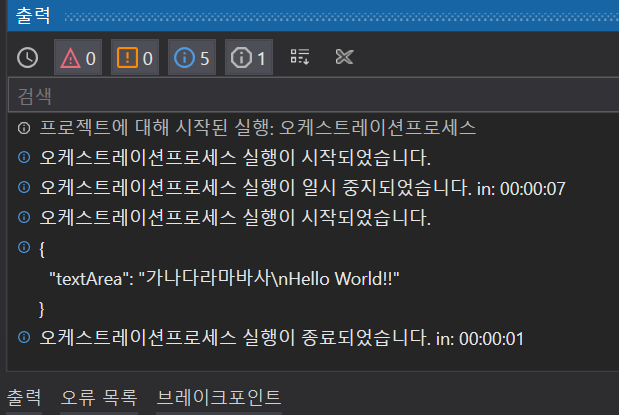 출력
0 0 5 1
검색
프로젝트에 대해 시작된 실행: 오케스트레이션프로세스
오케스트레이션프로세스 실행이 시작되었습니다.
오케스트레이션프로세스 실행이 일시 중지되었습니다. in: 00:00:07
오케스트레이션프로세스 실행이 시작되었습니다.
{
  "textArea": "가나다라마바사\nHello World!!"
}
오케스트레이션프로세스 실행이 종료되었습니다. in: 00:00:01
출력 오류 목록 브레이크포인트